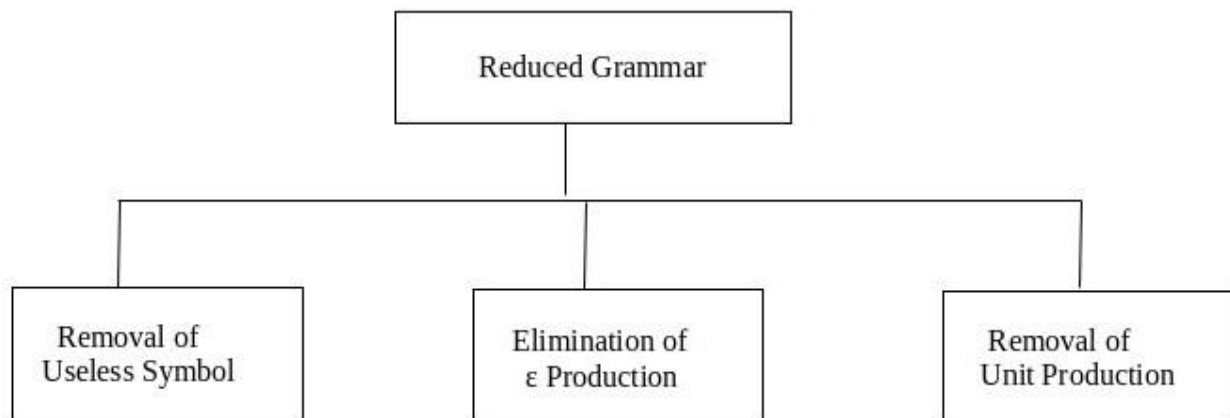 Reduced Grammar
Removal of
Useless Symbol
Elimination of
ε Production
Removal of
Unit Production